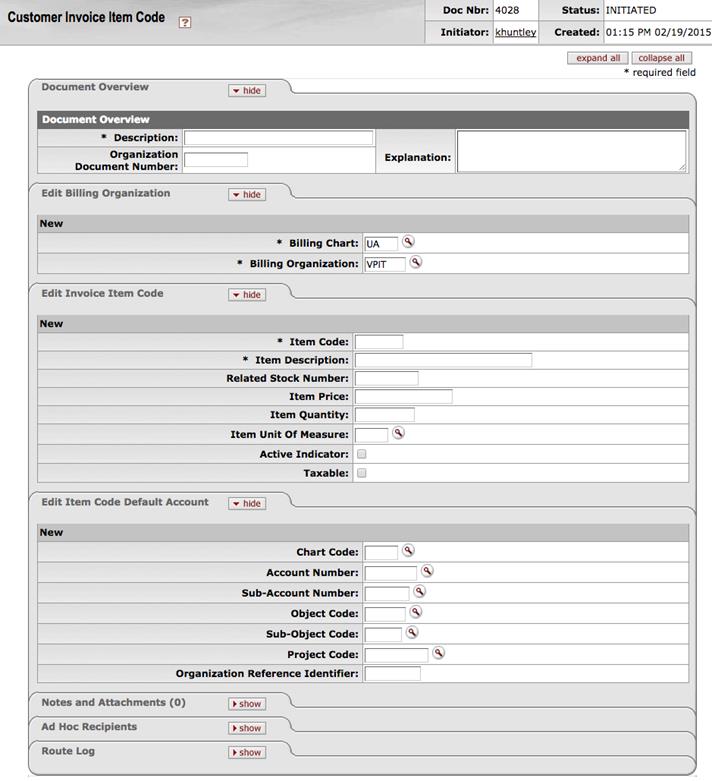 Customer Invoice Item Code ?
Doc Nbr: 4028 Status: INITIATED
Initiator: khuntley Created: 01:15 PM 02/19/2015
expand all collapse all
* required field
Document Overview hide
Document Overview
* Description:
Organization
Document Number:
Explanation:
Edit Billing Organization hide
New
* Billing Chart: UA
* Billing Organization: VPIT
Edit Invoice Item Code hide
New
* Item Code:
* Item Description:
Related Stock Number:
Item Price:
Item Quantity:
Item Unit Of Measure:
Active Indicator:
Taxable:
Edit Item Code Default Account hide
New
Chart Code:
Account Number:
Sub-Account Number:
Object Code:
Sub-Object Code:
Project Code:
Organization Reference Identifier:
Notes and Attachments (0) show
Ad Hoc Recipients show
Route Log show